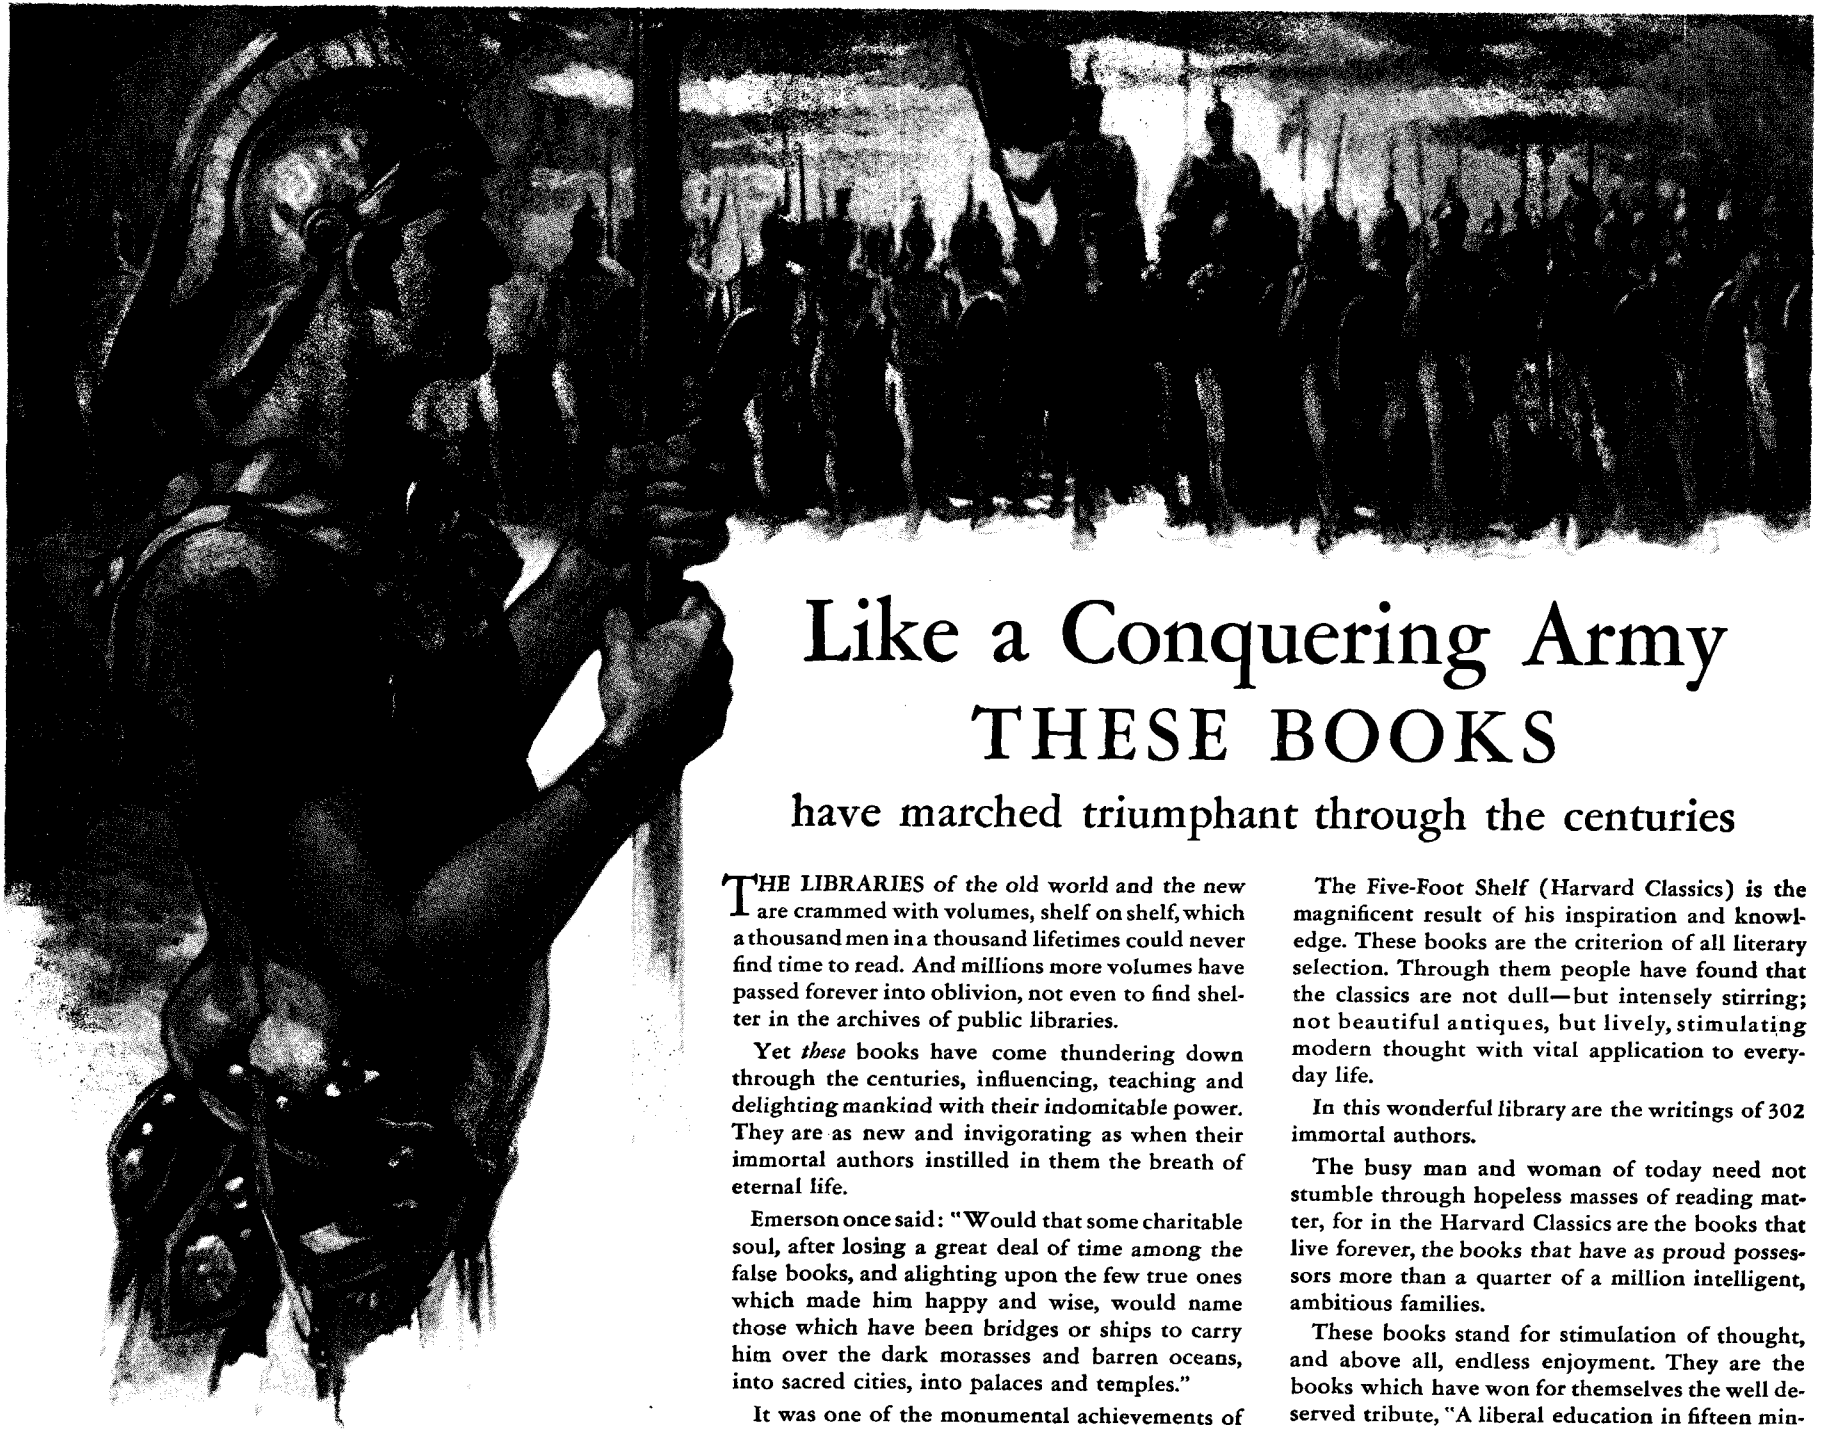 Like a Conquering Army
THESE BOOKS
have marched triumphant through the centuries
THE LIBRARIES of the old world and the new
are crammed with volumes, shelf on shelf, which
a thousand men in a thousand lifetimes could never
find time to read. And millions more volumes have
passed forever into oblivion, not even to find shel-
ter in the archives of public libraries.
Yet these books have come thundering down
through the centuries, influencing, teaching and
delighting mankind with their indomitable power.
They are as new and invigorating as when their
immortal authors instilled in them the breath of
eternal life.
Emerson once said: "Would that some charitable
soul, after losing a great deal of time among the
false books, and alighting upon the few true ones
which made him happy and wise, would name
those which have been bridges or ships to carry
him over the dark morasses and barren oceans,
into sacred cities, into palaces and temples."
It was one of the monumental achievements of
The Five-Foot Shelf (Harvard Classics) is the
magnificent result of his inspiration and knowl-
edge. These books are the criterion of all literary
selection. Through them people have found that
the classics are not dull—but intensely stirring;
not beautiful antiques, but lively, stimulating
modern thought with vital application to every-
day life.
In this wonderful library are the writings of 302
immortal authors.
The busy man and woman of today need not
stumble through hopeless masses of reading mat-
ter, for in the Harvard Classics are the books that
live forever, the books that have as proud posses-
sors more than a quarter of a million intelligent,
ambitious families.
These books stand for stimulation of thought,
and above all, endless enjoyment. They are the
books which have won for themselves the well de-
served tribute, "A liberal education in fifteen min-